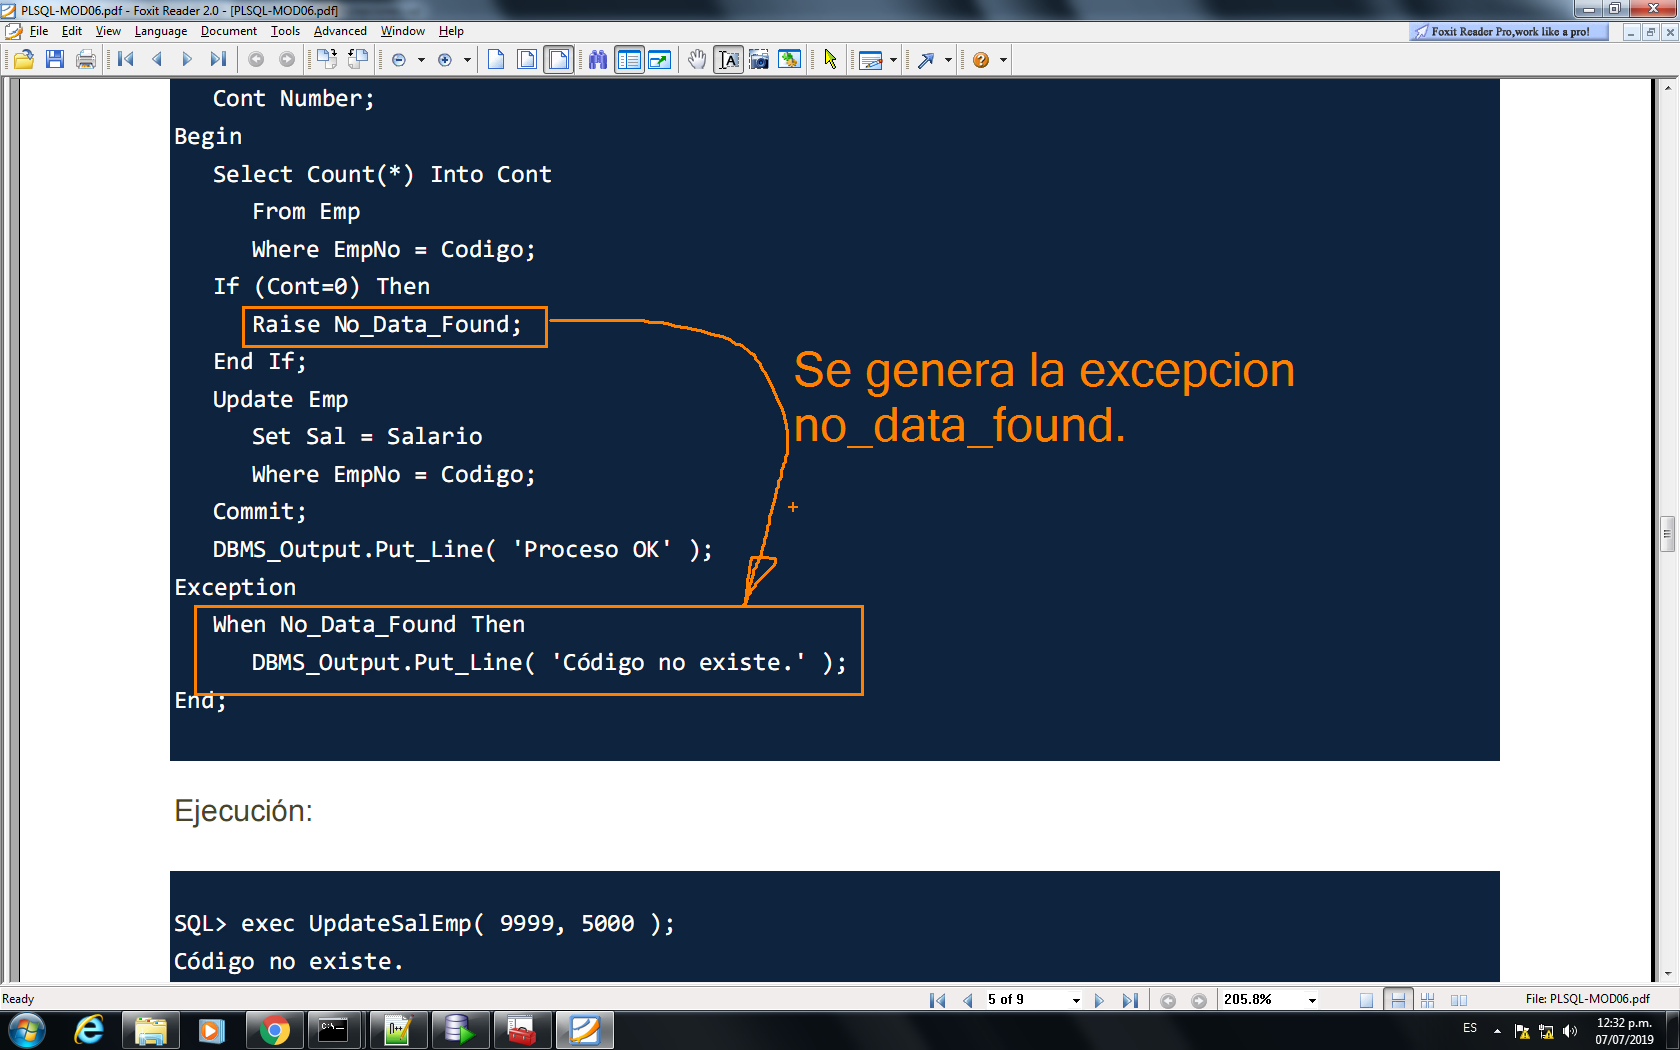 PLSQL-MOD06.pdf - Foxit Reader 2.0 - [PLSQL-MOD06.pdf]
File Edit View Language Document Tools Advanced Window Help
Foxit Reader Pro,work like a pro!
Cont Number;
Begin
Select Count(*) Into Cont
From Emp
Where EmpNo = Codigo;
If (Cont=0) Then
Raise No_Data_Found;
End If;
Update Emp
Set Sal = Salario
Where EmpNo = Codigo;
Commit;
DBMS_Output.Put_Line( 'Proceso OK' );
Exception
When No_Data_Found Then
DBMS_Output.Put_Line( 'Código no existe.' );
End;
Se genera la excepcion
no_data_found.
Ejecución:
SQL> exec UpdateSalEmp( 9999, 5000 );
Código no existe.
Ready
5 of 9
205.8%
File: PLSQL-MOD06.pdf
ES
12:32 p.m.
07/07/2019